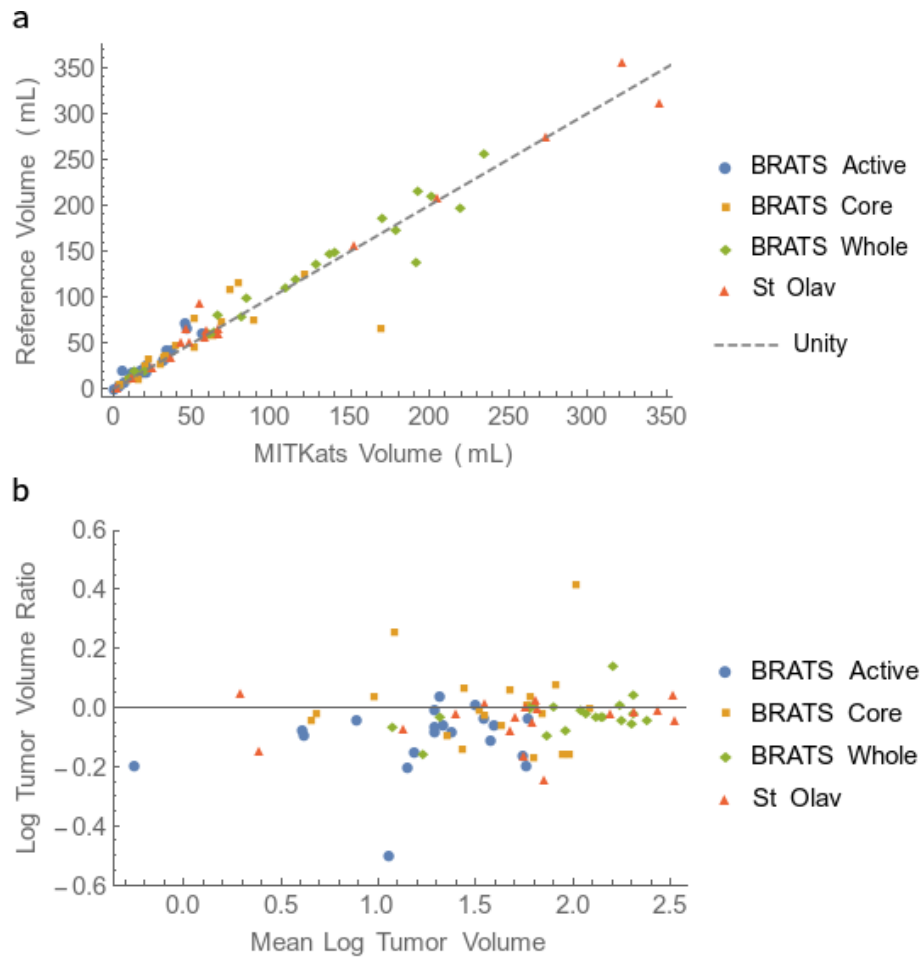 a
350
300
250
200
150
100
50
0
Reference Volume (mL)
0 50 100 150 200 250 300 350
MITKats Volume (mL)
BRATS Active
BRATS Core
BRATS Whole
St Olav
Unity
b
0.6
0.4
0.2
0.0
−0.2
−0.4
−0.6
Log Tumor Volume Ratio
0.0 0.5 1.0 1.5 2.0 2.5
Mean Log Tumor Volume
BRATS Active
BRATS Core
BRATS Whole
St Olav